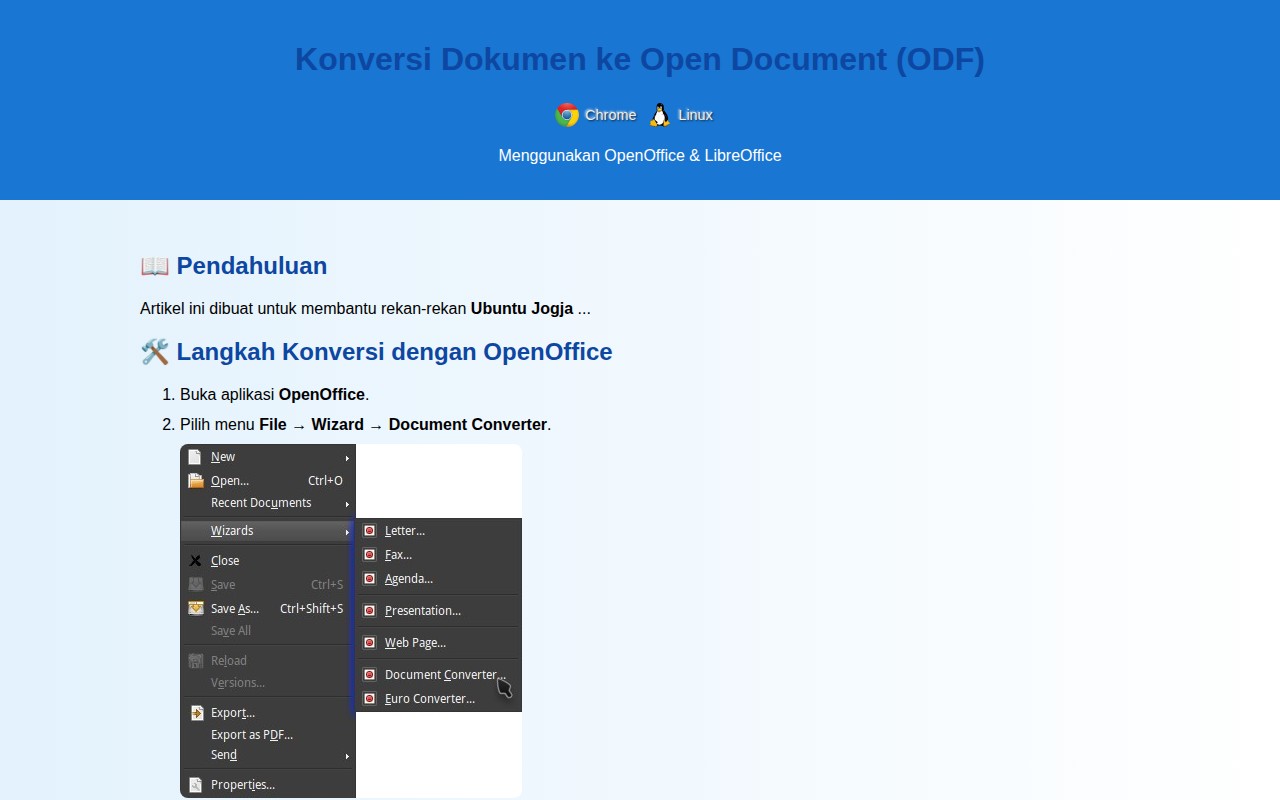 Konversi Dokumen ke Open Document (ODF)
Chrome Linux
Menggunakan OpenOffice & LibreOffice
📖 Pendahuluan
Artikel ini dibuat untuk membantu rekan-rekan Ubuntu Jogja ...
🛠️ Langkah Konversi dengan OpenOffice
1. Buka aplikasi OpenOffice.
2. Pilih menu File → Wizard → Document Converter.
New
Open... Ctrl+O
Recent Documents
Wizards
Close
Save Ctrl+S
Save As... Ctrl+Shift+S
Save All
Reload
Versions...
Export...
Export as PDF...
Send
Properties...
Letter...
Fax...
Agenda...
Presentation...
Web Page...
Document Converter...
Euro Converter...